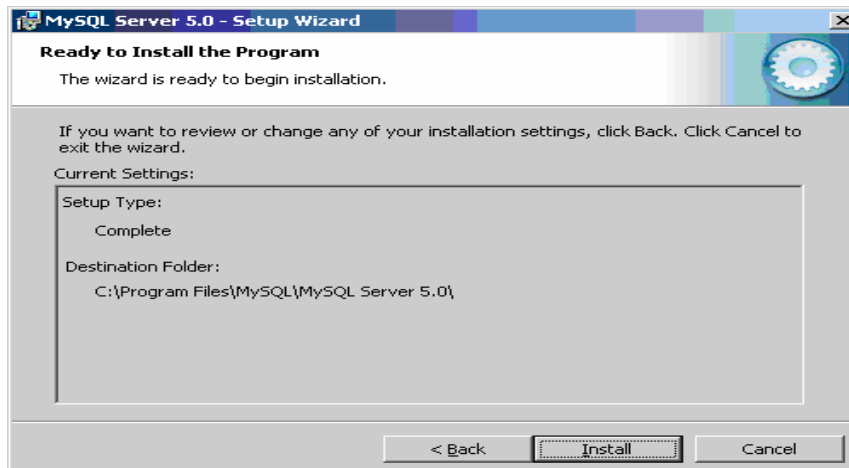 MySQL Server 5.0 - Setup Wizard
Ready to Install the Program
The wizard is ready to begin installation.
If you want to review or change any of your installation settings, click Back. Click Cancel to
exit the wizard.
Current Settings:
Setup Type:
Complete
Destination Folder:
C:\Program Files\MySQL\MySQL Server 5.0\
< Back
Install
Cancel